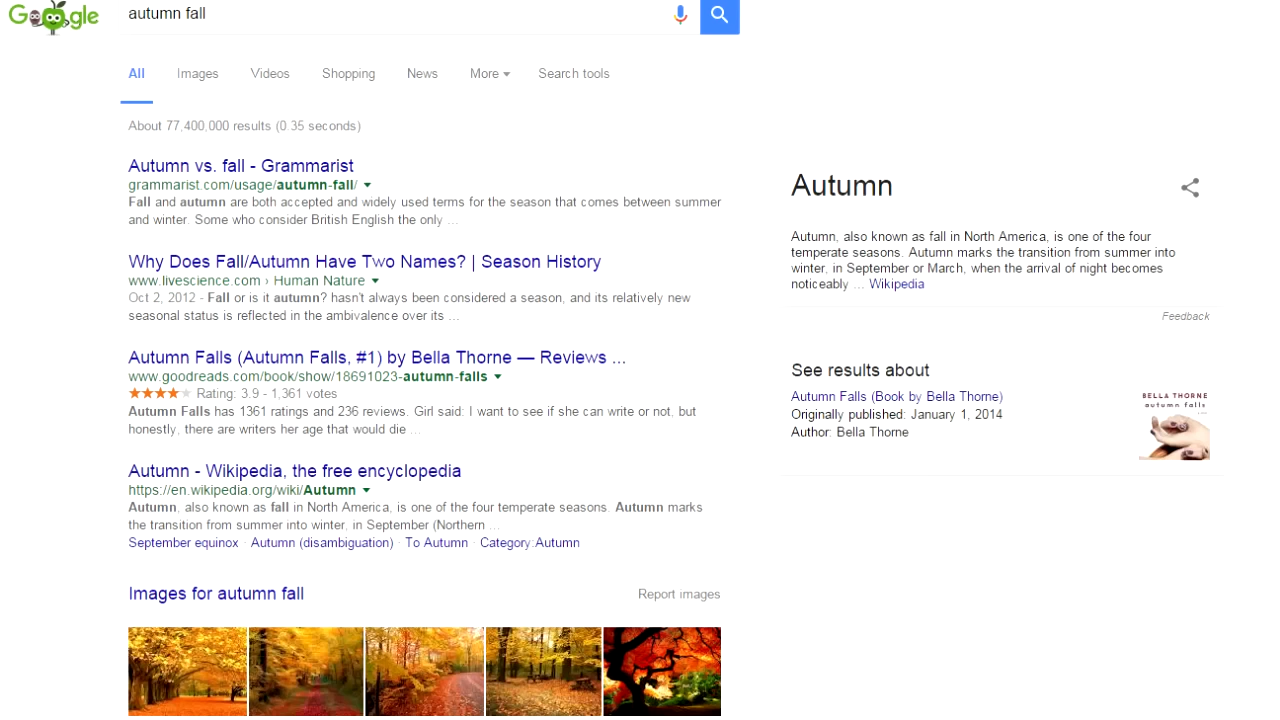 Google
autumn fall
All Images Videos Shopping News More Search tools
About 77,400,000 results (0.35 seconds)
Autumn vs. fall - Grammarist
grammarist.com/usage/autumn-fall/
Fall and autumn are both accepted and widely used terms for the season that comes between summer
and winter. Some who consider British English the only ...
Why Does Fall/Autumn Have Two Names? | Season History
www.livescience.com › Human Nature
Oct 2, 2012 - Fall or is it autumn? hasn't always been considered a season, and its relatively new
seasonal status is reflected in the ambivalence over its ...
Autumn Falls (Autumn Falls, #1) by Bella Thorne — Reviews ...
www.goodreads.com/book/show/18691023-autumn-falls
Rating: 3.9 - 1,361 votes
Autumn Falls has 1361 ratings and 236 reviews. Girl said: I want to see if she can write or not, but
honestly, there are writers her age that would die ...
Autumn - Wikipedia, the free encyclopedia
https://en.wikipedia.org/wiki/Autumn
Autumn, also known as fall in North America, is one of the four temperate seasons. Autumn marks
the transition from summer into winter, in September (Northern ...
September equinox · Autumn (disambiguation) · To Autumn · Category:Autumn
Images for autumn fall
Report images
Autumn
Autumn, also known as fall in North America, is one of the four
temperate seasons. Autumn marks the transition from summer into
winter, in September or March, when the arrival of night becomes
noticeably ... Wikipedia
Feedback
See results about
Autumn Falls (Book by Bella Thorne)
Originally published: January 1, 2014
Author: Bella Thorne
BELLA THORNE
autumn falls